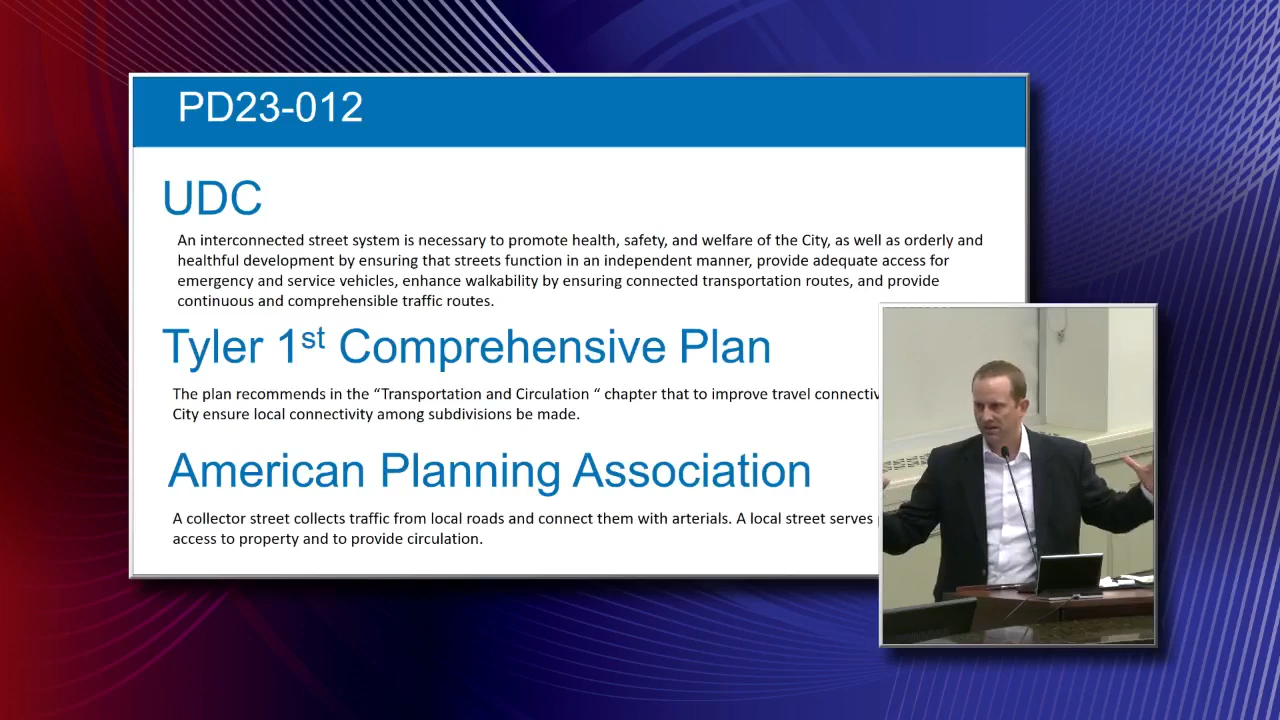 PD23-012
UDC
An interconnected street system is necessary to promote health, safety, and welfare of the City, as well as orderly and
healthful development by ensuring that streets function in an independent manner, provide adequate access for
emergency and service vehicles, enhance walkability by ensuring connected transportation routes, and provide
continuous and comprehensible traffic routes.
Tyler 1st Comprehensive Plan
The plan recommends in the “Transportation and Circulation “ chapter that to improve travel
City ensure local connectivity among subdivisions be made.
American Planning Association
A collector street collects traffic from local roads and connect them with arterials. A local street serves
access to property and to provide circulation.